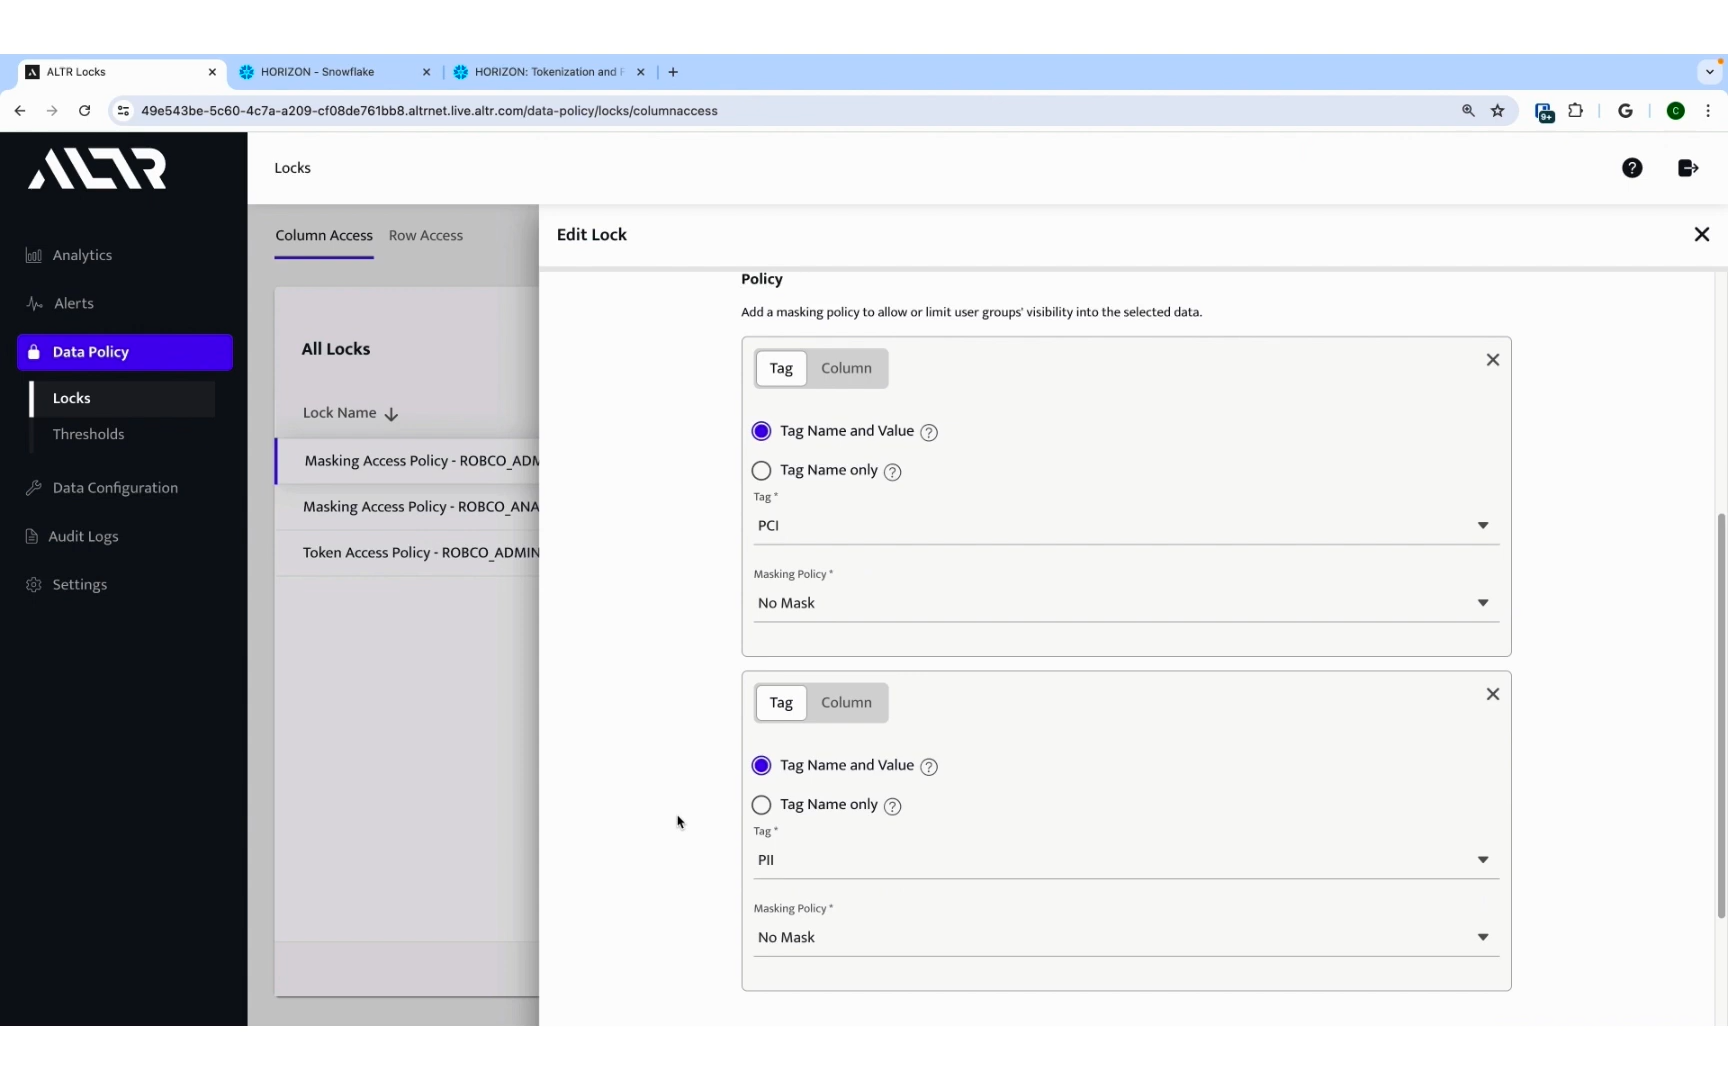 ALTR Locks
HORIZON - Snowflake
HORIZON: Tokenization and F
49e543be-5c60-4c7a-a209-cf08de761bb8.altrnet.live.altr.com/data-policy/locks/columnaccess
9+
G
C
ALTR
Locks
?
Analytics
Alerts
Data Policy
Locks
Thresholds
Data Configuration
Audit Logs
Settings
Column Access
Row Access
All Locks
Lock Name
Masking Access Policy - ROBCO_ADM
Masking Access Policy - ROBCO_ANA
Token Access Policy - ROBCO_ADMIN
Edit Lock
Policy
Add a masking policy to allow or limit user groups' visibility into the selected data.
Tag Column
Tag Name and Value ?
Tag Name only ?
Tag *
PCI
Masking Policy *
No Mask
Tag Column
Tag Name and Value ?
Tag Name only ?
Tag *
PII
Masking Policy *
No Mask